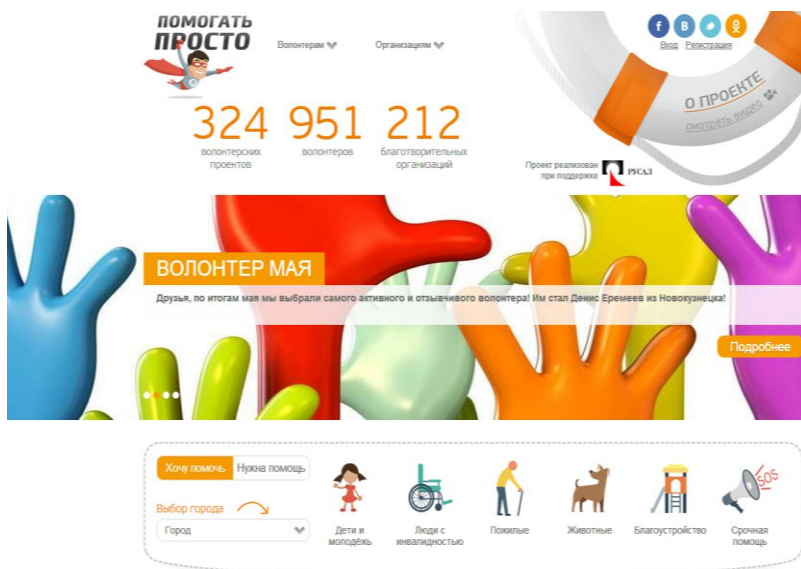 ПОМОГАТЬ
ПРОСТО
Волонтерам
Организациям
f
В
Вход Регистрация
О ПРОЕКТЕ
смотреть видео
324 951 212
волонтерских
проектов
волонтеров
благотворительных
организаций
Проект реализован
при поддержке
РУСАЛ
ВОЛОНТЕР МАЯ
Друзья, по итогам мая мы выбрали самого активного и отзывчивого волонтера! Им стал Денис Еремеев из Новокузнецка!
Подробнее
Хочу помочь Нужна помощь
Выбор города
Город
Дети и
молодёжь
Люди с
инвалидностью
Пожилые
Животные
Благоустройство
SOS
Срочная
помощь